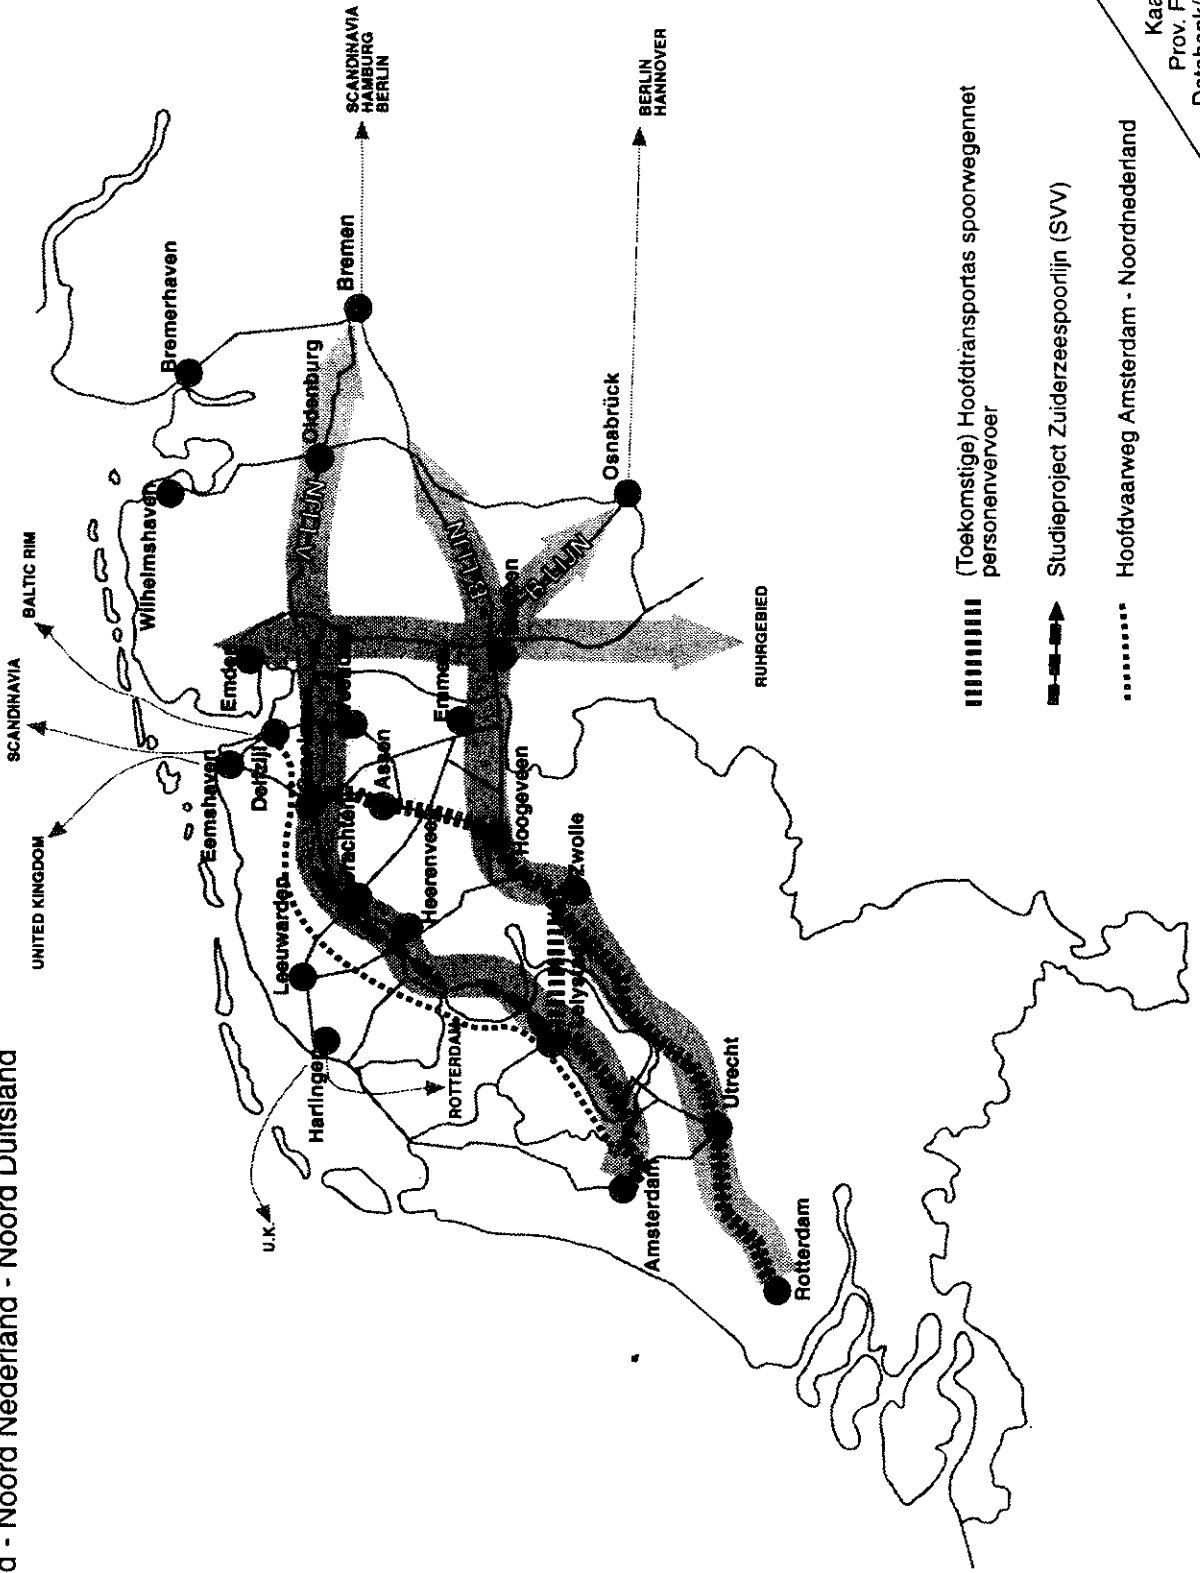 d - Noord Nederland - Noord Duitsland
UNITED KINGDOM
SCANDINAVIA
BALTIC RIM
U.K.
Harlingen
Leeuwarden
Eemshaven
Delfzijl
Emden
Wilhelmshaven
Bremerhaven
Bremen
Oldenburg
SCANDINAVIA
HAMBURG
BERLIN
A-LIJN
Assen
Heerenveen
ROTTERDAM
B-LIJN
B-LIJN
Hoogeveen
Zwolle
Osnabrück
BERLIN
HANNOVER
Amsterdam
Utrecht
Rotterdam
RUHRGEBIED
(Toekomstige) Hoofdtransportas spoorwegennet
personenvervoer
Studieproject Zuiderzeespoorlijn (SVV)
Hoofdvaarweg Amsterdam - Noordnederland
Prov. F